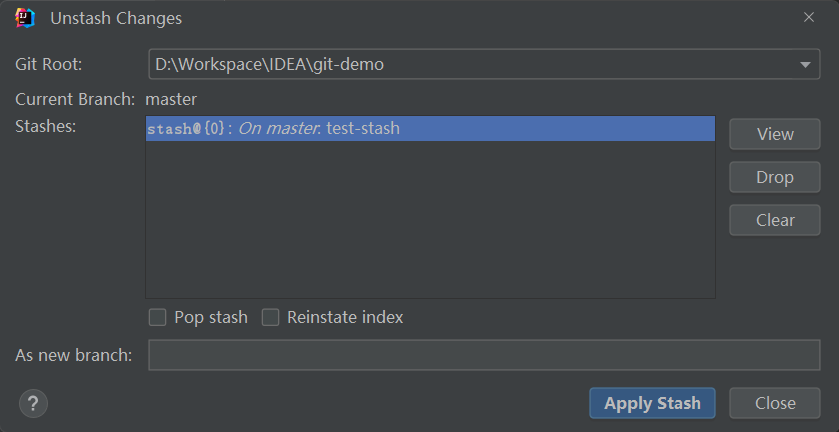 Unstash Changes
Git Root: D:\Workspace\IDEA\git-demo
Current Branch: master
Stashes: stash@{0}: On master: test-stash
View
Drop
Clear
Pop stash Reinstate index
As new branch:
? Apply Stash Close